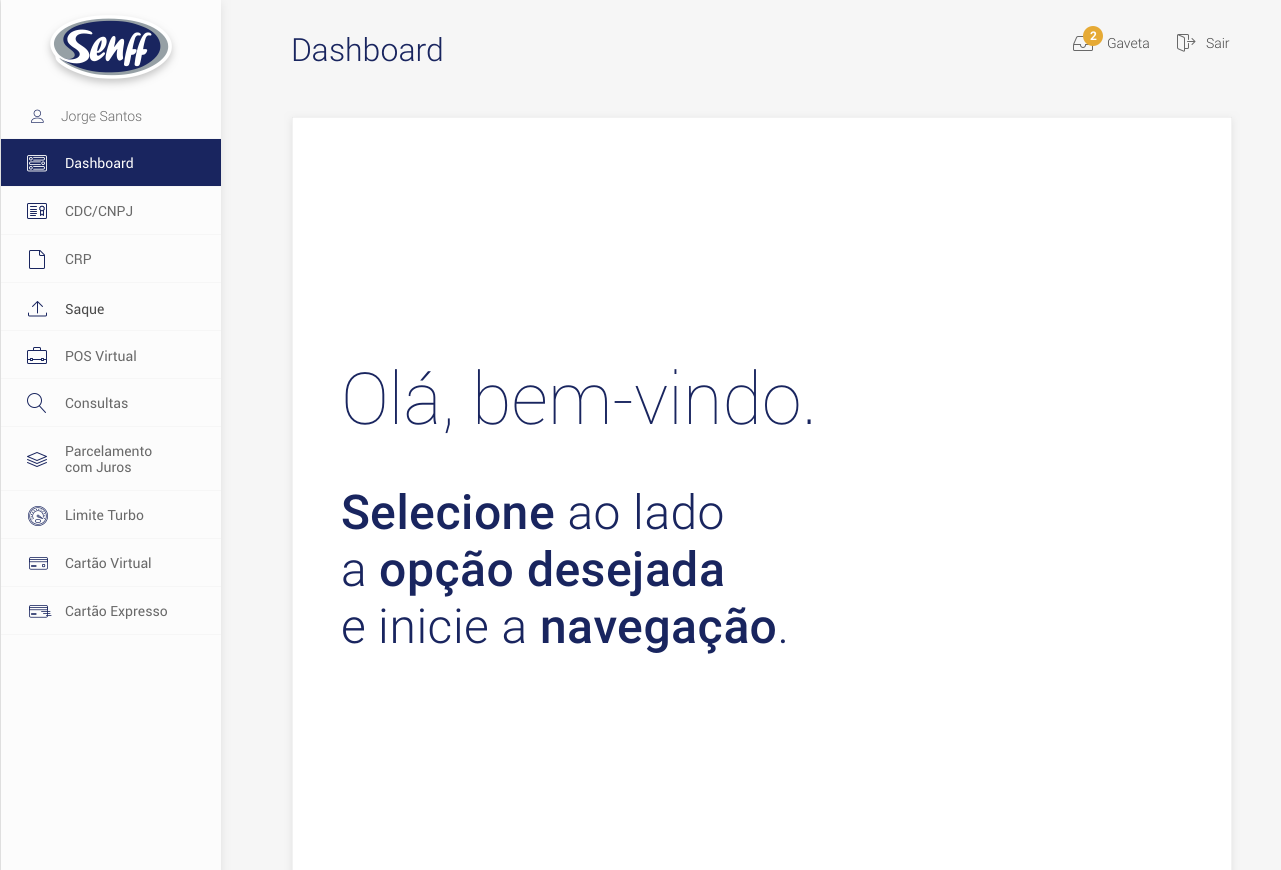 Senff
Jorge Santos
Dashboard
CDC/CNPJ
CRP
Saque
POS Virtual
Consultas
Parcelamento
com Juros
Limite Turbo
Cartão Virtual
Cartão Expresso
Dashboard
2
Gaveta
Sair
Olá, bem-vindo.
Selecione ao lado
a opção desejada
e inicie a navegação.